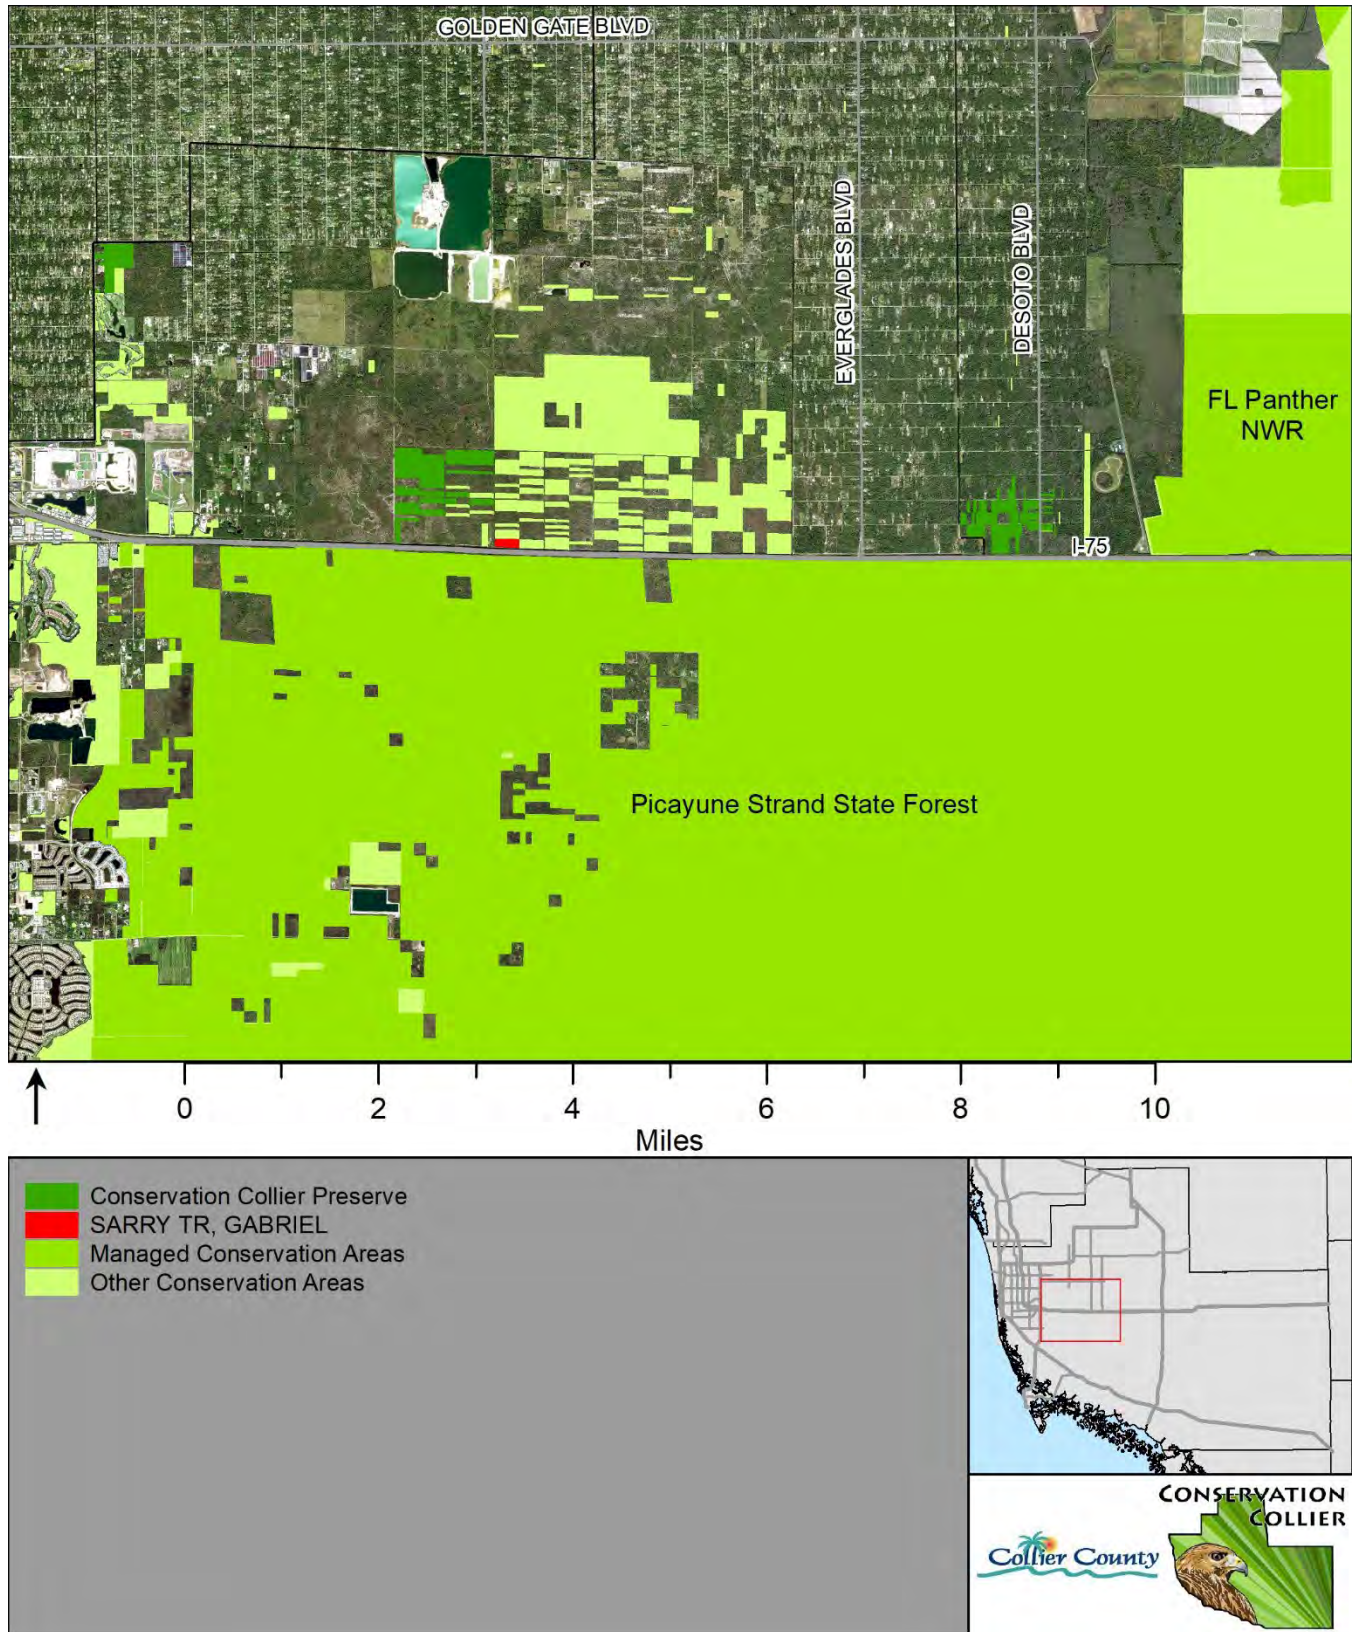 GOLDEN GATE BLVD
EVERGLADES BLVD
DESOTO BLVD
FL Panther
NWR
I-75
Picayune Strand State Forest
0 2 4 6 8 10
Miles
Conservation Collier Preserve
SARRY TR, GABRIEL
Managed Conservation Areas
Other Conservation Areas
CONSERVATION
COLLIER
Collier County